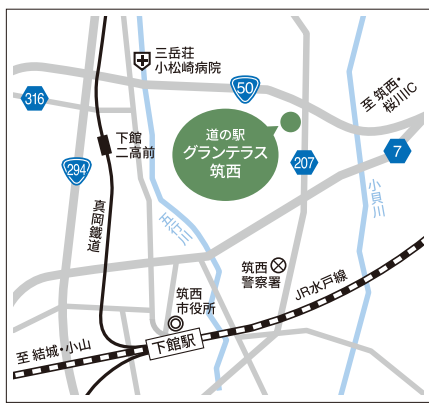 三岳荘
小松崎病院
50
至 筑西・
桜川IC
316
道の駅
グランテラス
筑西
下館
二高前
7
207
294
小貝川
真岡鐵道
五行川
筑西
警察署
JR水戸線
筑西
市役所
下館駅
至 結城・小山